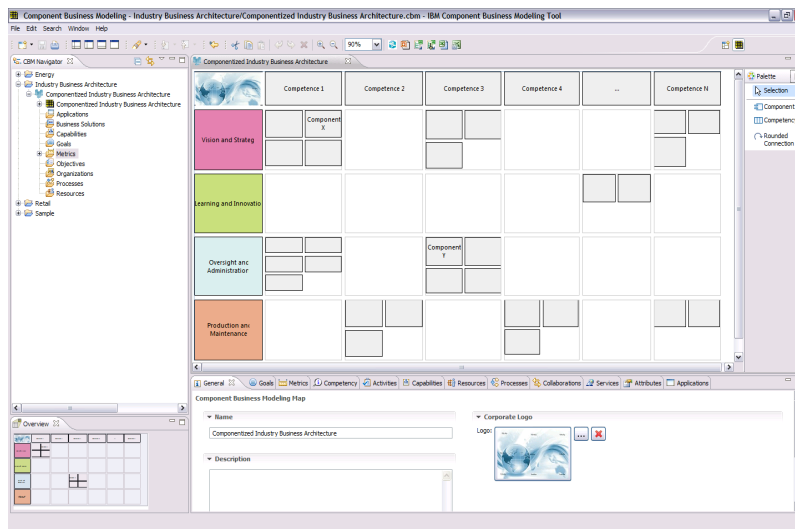 Component Business Modeling - Industry Business Architecture/Componentized Industry Business Architecture.cbm - IBM Component Business Modeling Tool
File Edit Search Window Help
90%
CBM Navigator
Componentized Industry Business Architecture
Energy
Industry Business Architecture
Componentized Industry Business Architecture
Componentized Industry Business Architecture
Applications
Business Solutions
Capabilities
Goals
Metrics
Objectives
Organizations
Processes
Resources
Retail
Sample
Competence 1
Competence 2
Competence 3
Competence 4
...
Competence N
Vision and Strateg
Component
X
Learning and Innovatio
Oversight and
Administration
Component
Y
Production and
Maintenance
Palette
Selection
Component
Competency
Rounded
Connection
Overview
General Goals Metrics Competency Activities Capabilities Resources Processes Collaborations Services Attributes Applications
Component Business Modeling Map
Name
Componentized Industry Business Architecture
Description
Corporate Logo
Logo:
...